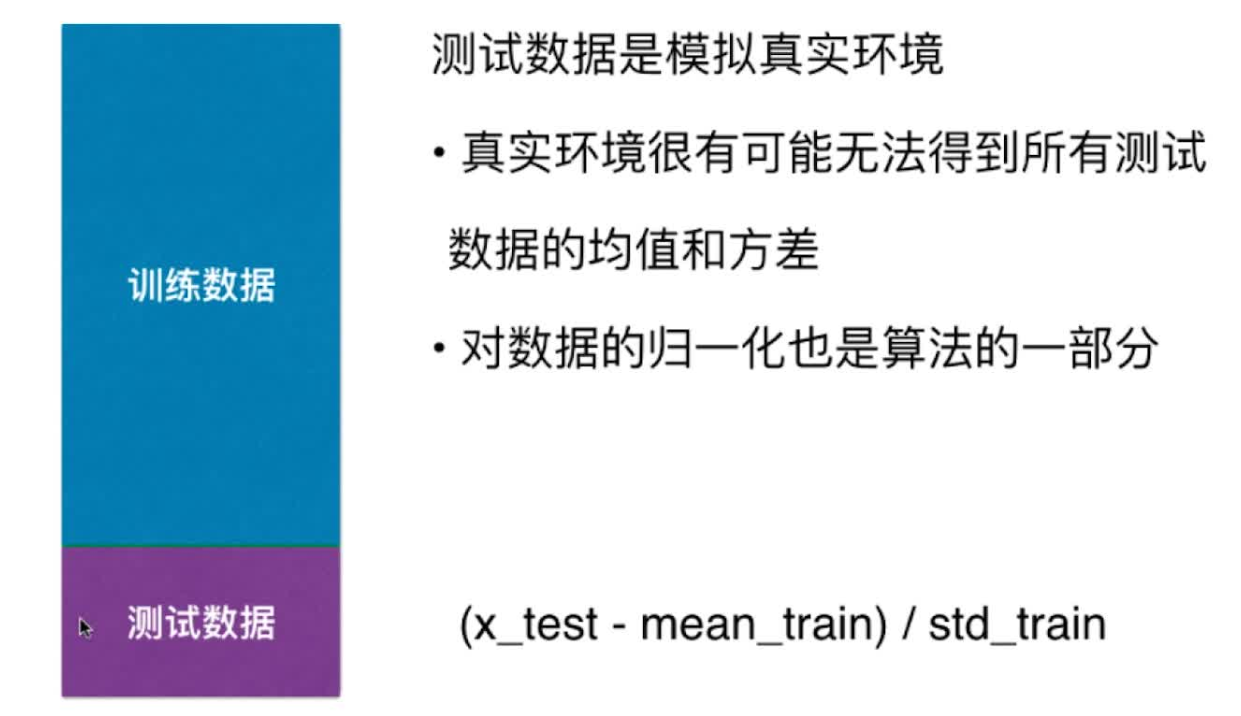 测试数据是模拟真实环境
• 真实环境很有可能无法得到所有测试
数据的均值和方差
训练数据
• 对数据的归一化也是算法的一部分
测试数据
(x_test - mean_train) / std_train